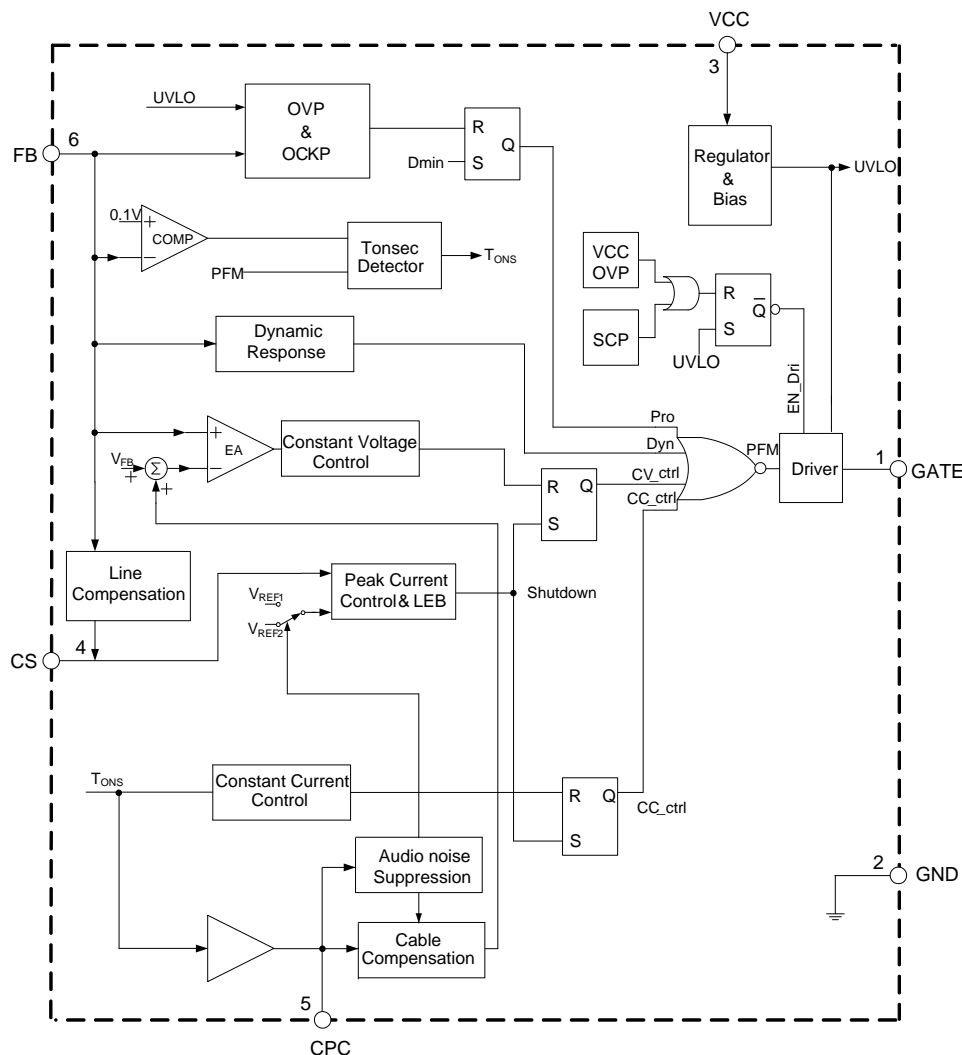 VCC
3
UVLO
OVP
&
OCKP
R
Q
S
Dmin
6
FB
Regulator
&
Bias
UVLO
0.1V
+
COMP
−
PFM
Tonsec
Detector
TONS
VCC
OVP
SCP
R
Q
S
UVLO
EN_Dri
Dynamic
Response
Pro
Dyn
CV_ctrl
CC_ctrl
PFM
Driver
1
GATE
VFB
+
Σ
+
+
EA
−
Constant Voltage
Control
R
Q
S
Line
Compensation
VREF1
VREF2
Peak Current
Control & LEB
Shutdown
4
CS
TONS
Constant Current
Control
R
Q
S
CC_ctrl
Audio noise
Suppression
2
GND
Cable
Compensation
5
CPC